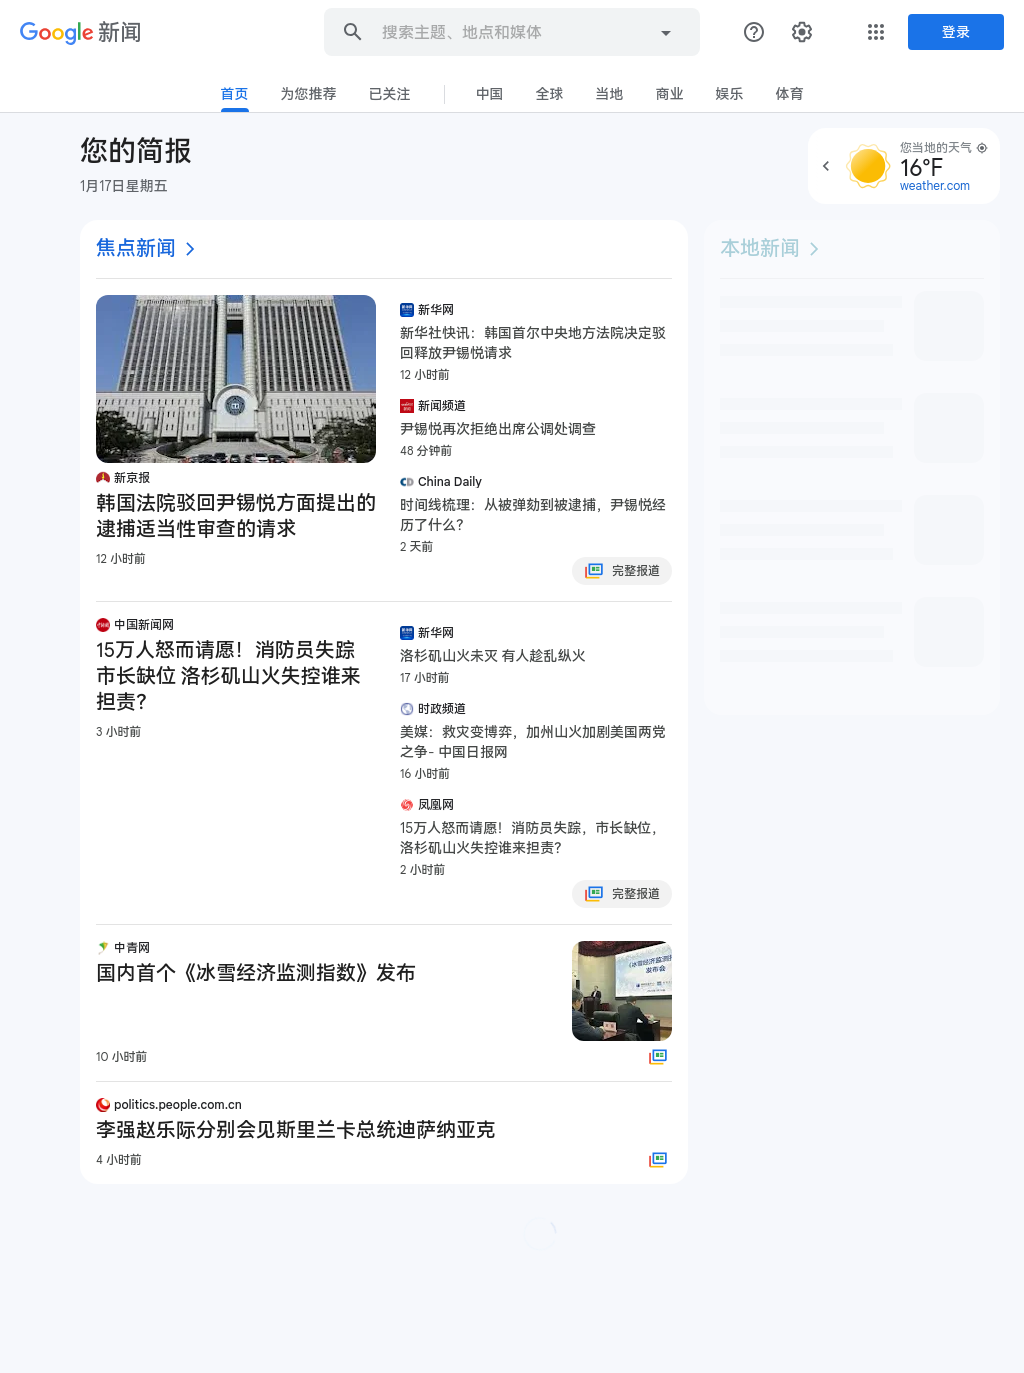 Google 新闻
搜索主题、地点和媒体
登录
首页
为您推荐
已关注
中国
全球
当地
商业
娱乐
体育
您的简报
1月17日星期五
您当地的天气
16°F
weather.com
焦点新闻
新京报
韩国法院驳回尹锡悦方面提出的
逮捕适当性审查的请求
12 小时前
新华网
新华社快讯：韩国首尔中央地方法院决定驳
回释放尹锡悦请求
12 小时前
新闻频道
尹锡悦再次拒绝出席公调处调查
48 分钟前
China Daily
时间线梳理：从被弹劾到被逮捕，尹锡悦经
历了什么？
2 天前
完整报道
中国新闻网
15万人怒而请愿！消防员失踪
市长缺位 洛杉矶山火失控谁来
担责？
3 小时前
新华网
洛杉矶山火未灭 有人趁乱纵火
17 小时前
时政频道
美媒：救灾变博弈，加州山火加剧美国两党
之争- 中国日报网
16 小时前
凤凰网
15万人怒而请愿！消防员失踪，市长缺位，
洛杉矶山火失控谁来担责？
2 小时前
完整报道
中青网
国内首个《冰雪经济监测指数》发布
10 小时前
《冰雪经济监测指
发布会
politics.people.com.cn
李强赵乐际分别会见斯里兰卡总统迪萨纳亚克
4 小时前
本地新闻